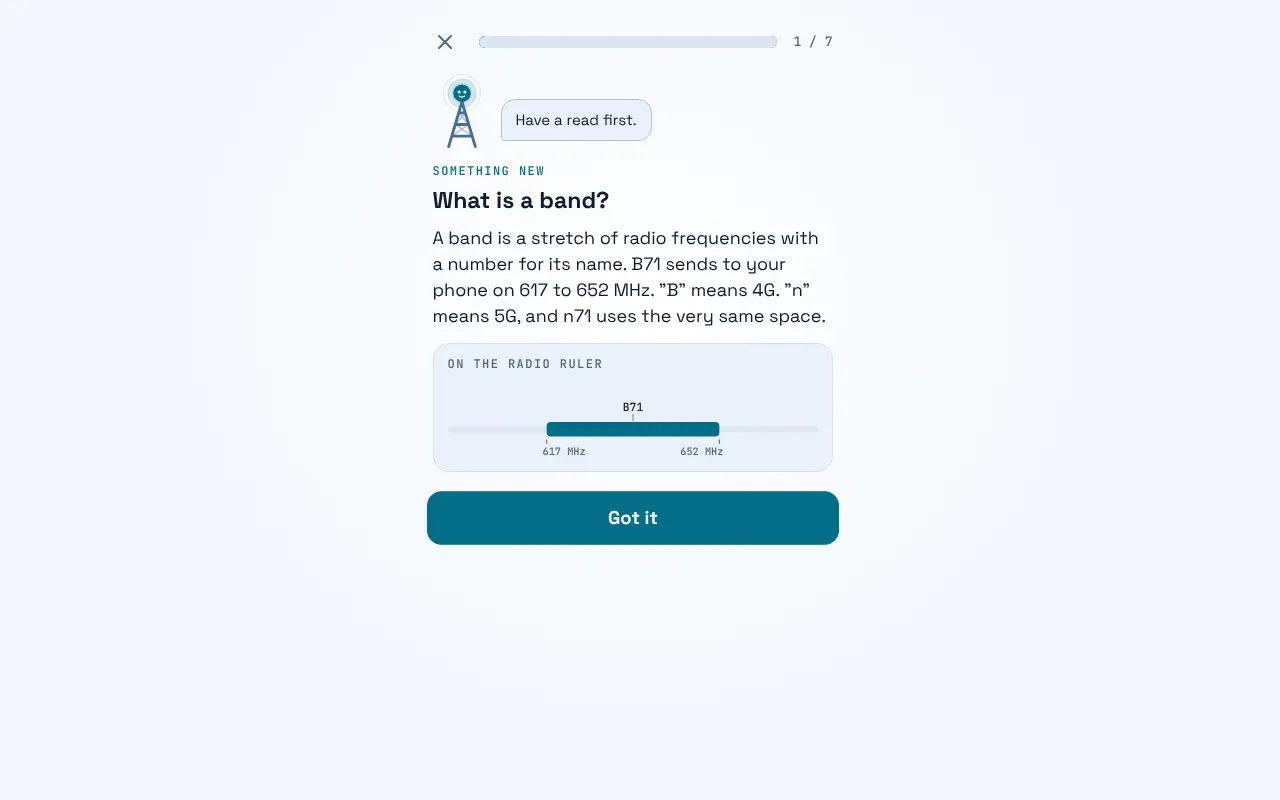 1 / 7
Have a read first.
SOMETHING NEW
What is a band?
A band is a stretch of radio frequencies with
a number for its name. B71 sends to your
phone on 617 to 652 MHz. ”B” means 4G. ”n”
means 5G, and n71 uses the very same space.
ON THE RADIO RULER
B71
617 MHz 652 MHz
Got it